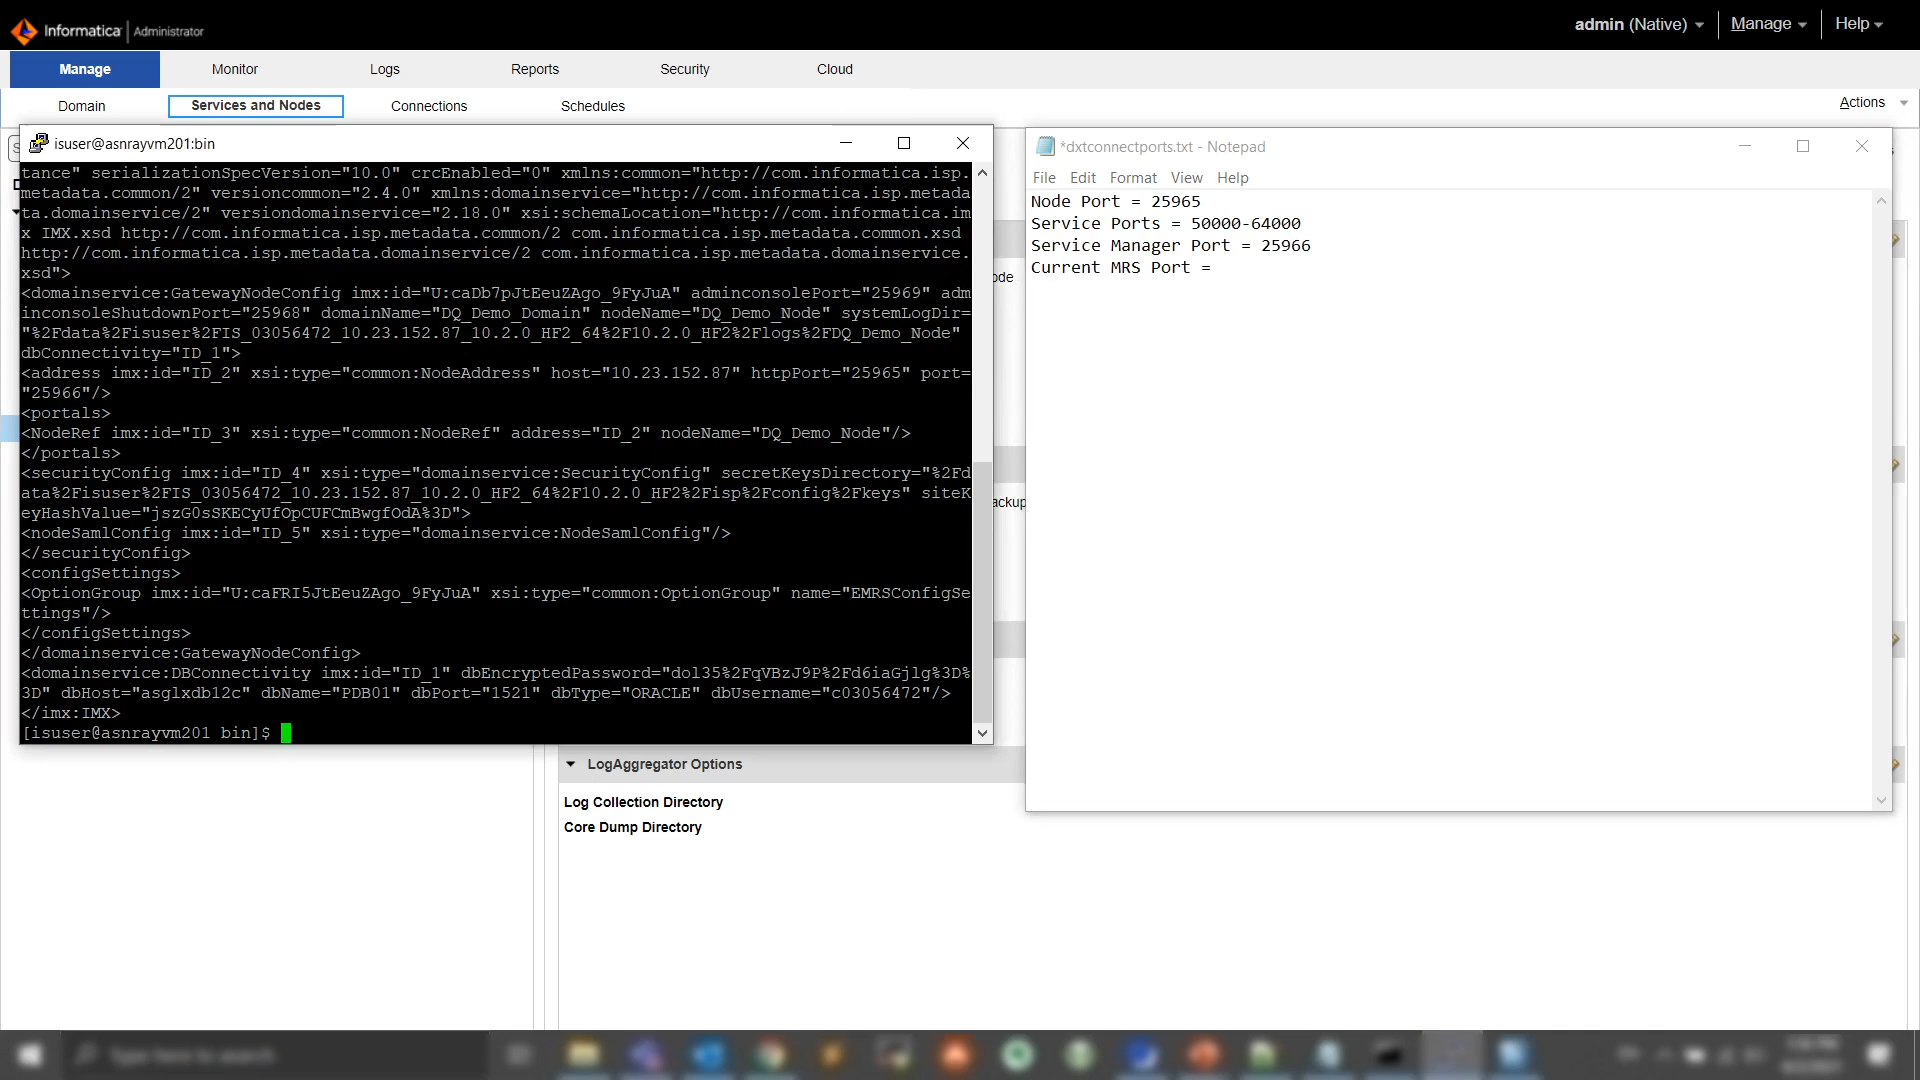 Informatica | Administrator
admin (Native)
Manage
Help
Manage
Monitor
Logs
Reports
Security
Cloud
Domain
Services and Nodes
Connections
Schedules
Actions
isuser@asnrayvm201:bin
tance" serializationSpecVersion="10.0" crcEnabled="0" xmlns:common="http://com.informatica.isp.
metadata.common/2" versioncommon="2.4.0" xmlns:domainservice="http://com.informatica.isp.metada
ta.domainservice/2" versiondomainservice="2.18.0" xsi:schemaLocation="http://com.informatica.im
x IMX.xsd http://com.informatica.isp.metadata.common/2 com.informatica.isp.metadata.common.xsd
http://com.informatica.isp.metadata.domainservice/2 com.informatica.isp.metadata.domainservice.
xsd">
<domainservice:GatewayNodeConfig imx:id="U:caDb7pJtEeuZAgo_9FyJuA" adminconsolePort="25969" adm
inconsoleShutdownPort="25968" domainName="DQ_Demo_Domain" nodeName="DQ_Demo_Node" systemLogDir=
"%2Fdata%2Fisuser%2FIS_03056472_10.23.152.87_10.2.0_HF2_64%2F10.2.0_HF2%2Flogs%2FDQ_Demo_Node"
dbConnectivity="ID_1">
<address imx:id="ID_2" xsi:type="common:NodeAddress" host="10.23.152.87" httpPort="25965" port=
"25966"/>
<portals>
<NodeRef imx:id="ID_3" xsi:type="common:NodeRef" address="ID_2" nodeName="DQ_Demo_Node"/>
</portals>
<securityConfig imx:id="ID_4" xsi:type="domainservice:SecurityConfig" secretKeysDirectory="%2Fd
ata%2Fisuser%2FIS_03056472_10.23.152.87_10.2.0_HF2_64%2F10.2.0_HF2%2Fisp%2Fconfig%2Fkeys" siteK
eyHashValue="jszG0sSKECyUfOpCUFCmBwgfOdA%3D">
<nodeSamlConfig imx:id="ID_5" xsi:type="domainservice:NodeSamlConfig"/>
</securityConfig>
<configSettings>
<OptionGroup imx:id="U:caFRI5JtEeuZAgo_9FyJuA" xsi:type="common:OptionGroup" name="EMRSConfigSe
ttings"/>
</configSettings>
</domainservice:GatewayNodeConfig>
<domainservice:DBConnectivity imx:id="ID_1" dbEncryptedPassword="dol35%2FqVBzJ9P%2Fd6iaGjlg%3D%
3D" dbHost="asglxdb12c" dbName="PDB01" dbPort="1521" dbType="ORACLE" dbUsername="c03056472"/>
</imx:IMX>
[isuser@asnrayvm201 bin]$
*dxtconnectports.txt - Notepad
File Edit Format View Help
Node Port = 25965
Service Ports = 50000-64000
Service Manager Port = 25966
Current MRS Port =
ode
ackup
LogAggregator Options
Log Collection Directory
Core Dump Directory
Type here to search